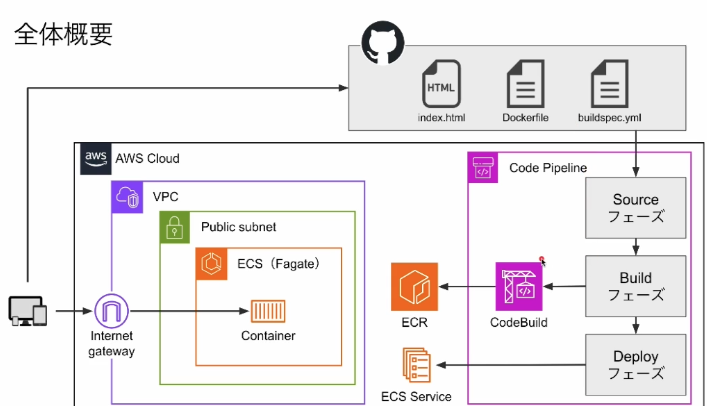 全体概要
HTML
index.html
Dockerfile
buildspec.yml
aws
AWS Cloud
VPC
Public subnet
ECS（Fagate）
Container
Internet
gateway
Code Pipeline
Source
フェーズ
Build
フェーズ
Deploy
フェーズ
CodeBuild
ECR
ECS Service